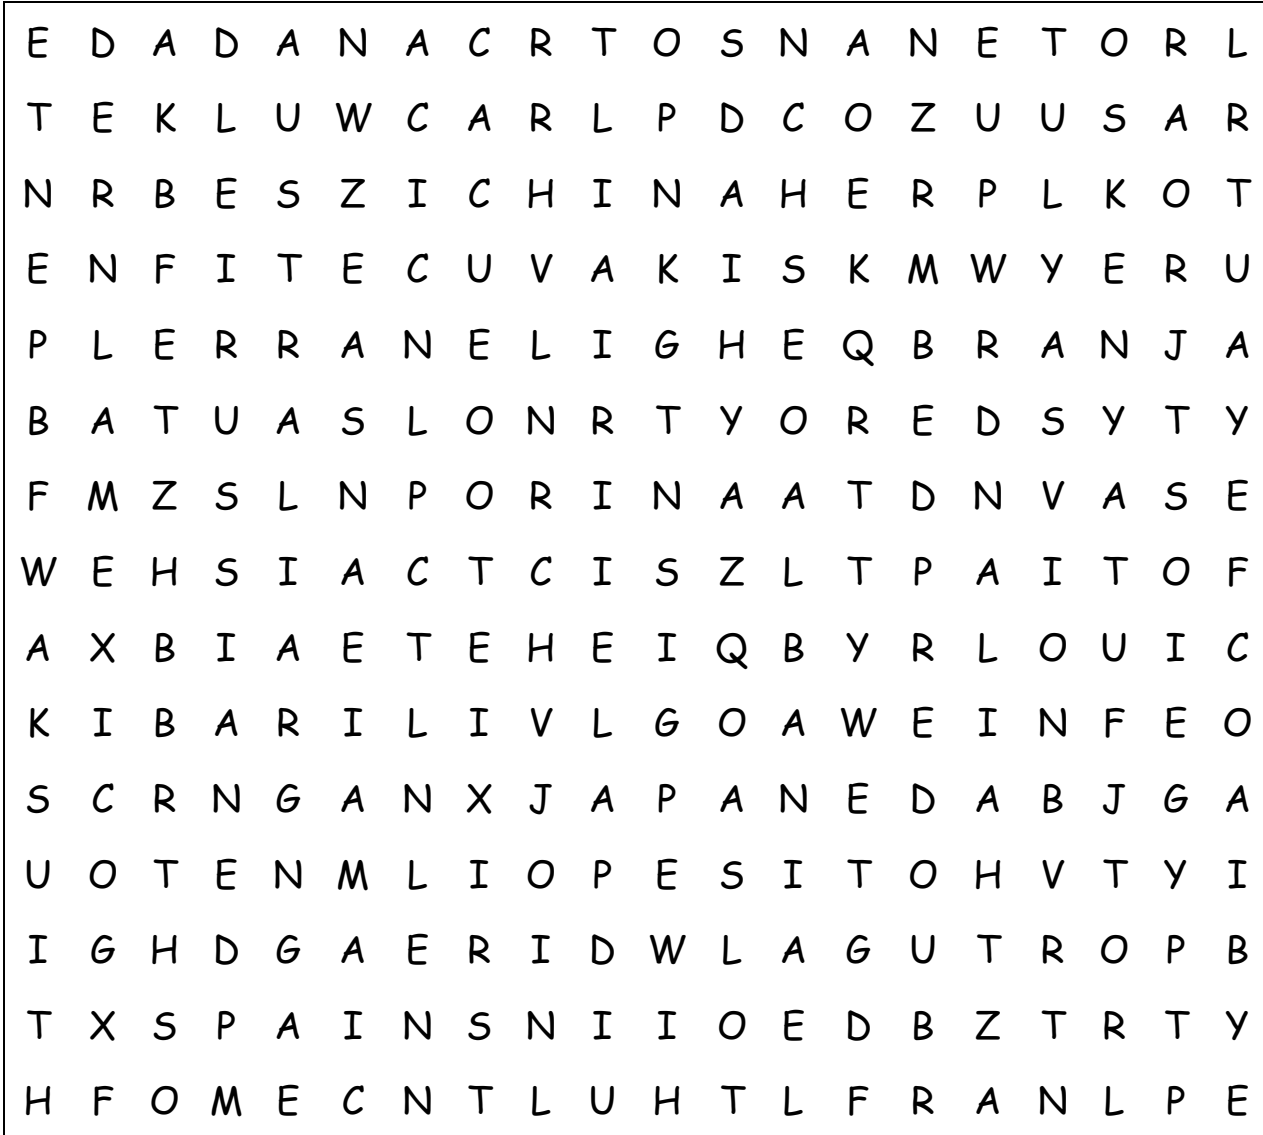 E D A D A N A C R T O S N A N E T O R L
T E K L U W C A R L P D C O Z U U S A R
N R B E S Z I C H I N A H E R P L K O T
E N F I T E C U V A K I S K M W Y E R U
P L E R R A N E L I G H E Q B R A N J A
B A T U A S L O N R T Y O R E D S Y T Y
F M Z S L N P O R I N A A T D N V A S E
W E H S I A C T C I S Z L T P A I T O F
A X B I A E T E H E I Q B Y R L O U I C
K I B A R I L I V L G O A W E I N F E O
S C R N G A N X J A P A N E D A B J G A
U O T E N M L I O P E S I T O H V T Y I
I G H D G A E R I D W L A G U T R O P B
T X S P A I N S N I I O E D B Z T R T Y
H F O M E C N T L U H T L F R A N L P E